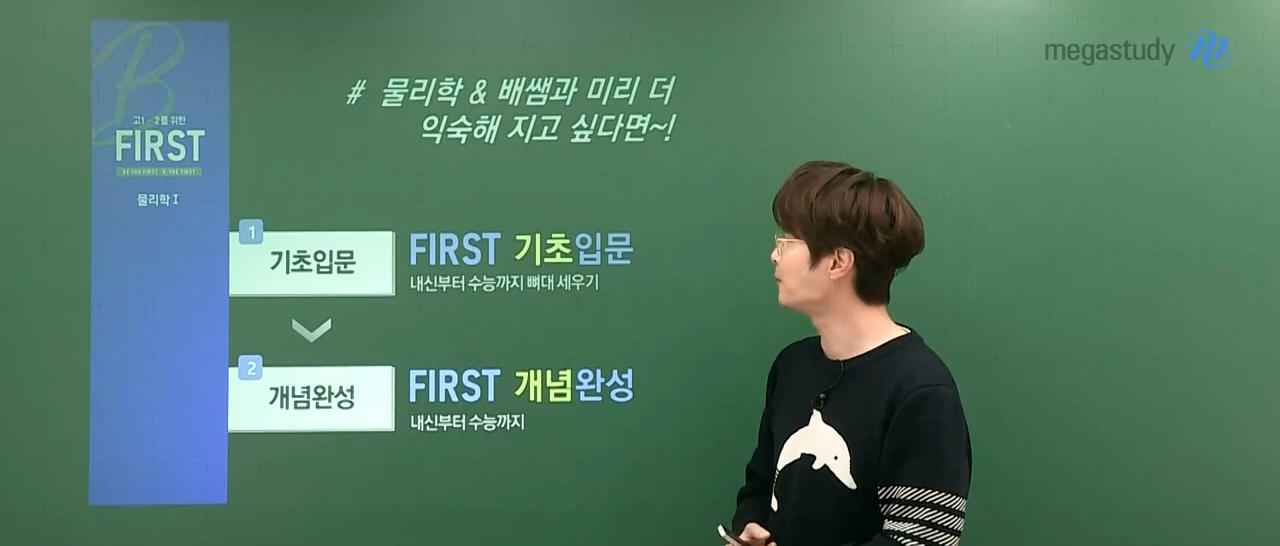 megastudy
# 물리학 & 배쌤과 미리 더
익숙해 지고 싶다면~!
고1·2를 위한
FIRST
BE THE FIRST B, THE FIRST
물리학 I
1
기초입문
FIRST 기초입문
내신부터 수능까지 뼈대 세우기
2
개념완성
FIRST 개념완성
내신부터 수능까지